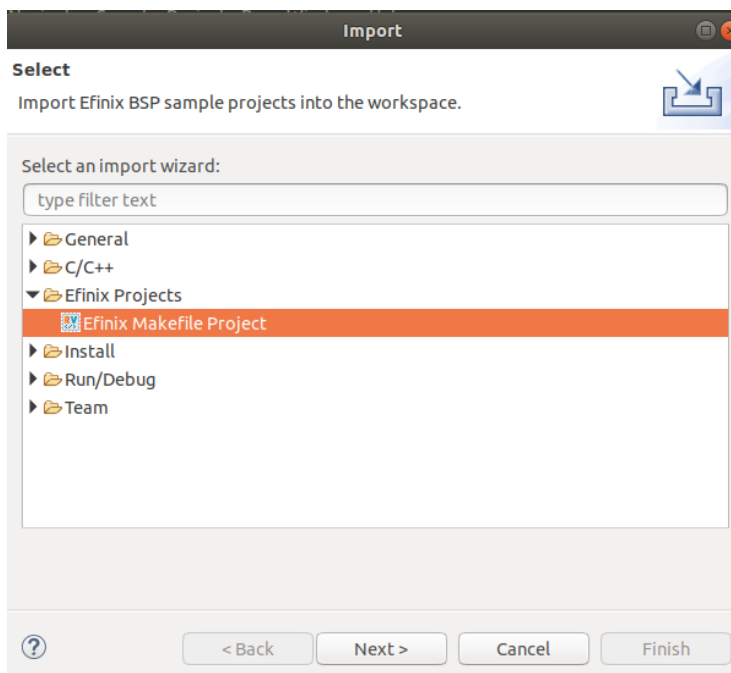 Import
Select
Import Efinix BSP sample projects into the workspace.
Select an import wizard:
type filter text
General
C/C++
Efinix Projects
Efinix Makefile Project
Install
Run/Debug
Team
?
< Back
Next >
Cancel
Finish